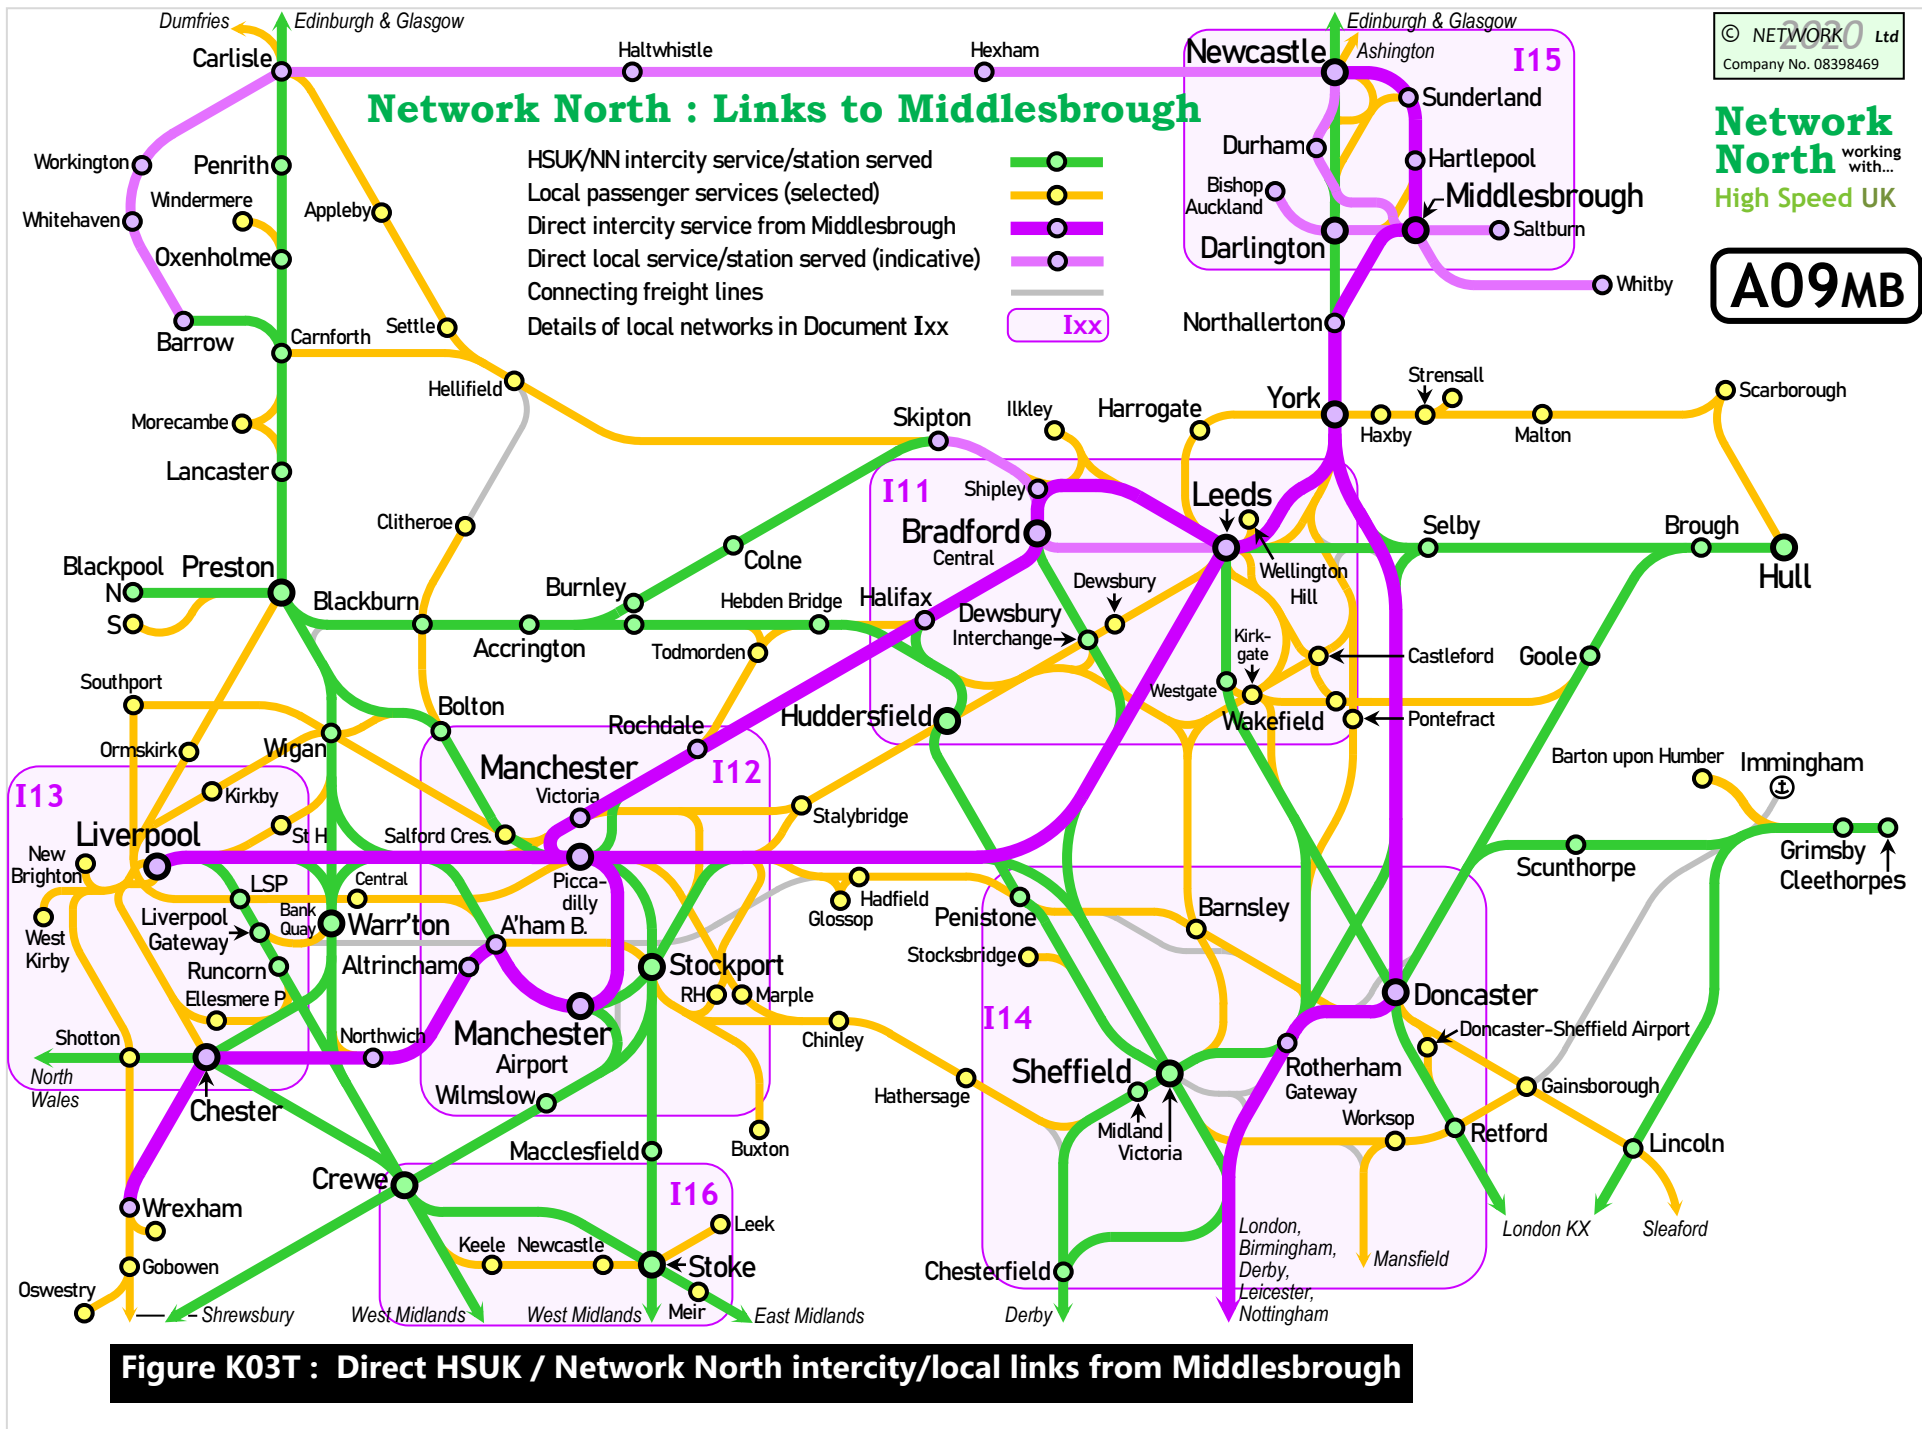 Dumfries
Edinburgh & Glasgow
Edinburgh & Glasgow
© NETWORK 2020 Ltd
Company No. 08398469
Carlisle
Haltwhistle
Hexham
Newcastle
Ashington
I15
Network North : Links to Middlesbrough
Sunderland
Network
North working
with...
High Speed UK
Workington
Penrith
HSUK/NN intercity service/station served
Durham
Hartlepool
Windermere
Local passenger services (selected)
Bishop
Auckland
Middlesbrough
Whitehaven
Appleby
Direct intercity service from Middlesbrough
Saltburn
Oxenholme
Direct local service/station served (indicative)
Darlington
Connecting freight lines
Whitby
A09MB
Details of local networks in Document Ixx
Ixx
Settle
Northallerton
Barrow
Carnforth
Hellifield
Strensall
Scarborough
Morecambe
Skipton
Ilkley
Harrogate
York
Haxby
Malton
Lancaster
I11
Shipley
Leeds
Clitheroe
Bradford
Central
Selby
Brough
Colne
Hull
Blackpool
N
Preston
Wellington
Hill
Burnley
Dewsbury
S
Blackburn
Hebden Bridge
Halifax
Dewsbury
Interchange
Kirk-
gate
Accrington
Todmorden
Castleford
Goole
Southport
Westgate
Bolton
Rochdale
Huddersfield
Wakefield
Pontefract
Ormskirk
Wigan
Manchester
Victoria
I12
Barton upon Humber
Immingham
I13
Kirkby
Liverpool
St H
Salford Cres.
Stalybridge
New
Brighton
Scunthorpe
Grimsby
Cleethorpes
LSP
Central
Picca-
dilly
Hadfield
Glossop
Penistone
Barnsley
Liverpool
Gateway
Bank
Quay
Warr'ton
A'ham B.
West
Kirby
Runcorn
Altrincham
Stockport
Stocksbridge
Ellesmere P
RH
Marple
Doncaster
I14
Shotton
Northwich
Manchester
Airport
Chinley
Doncaster-Sheffield Airport
North
Wales
Sheffield
Rotherham
Gateway
Gainsborough
Chester
Wilmslow
Hathersage
Worksop
Midland
Victoria
Retford
Lincoln
Macclesfield
Buxton
Crewe
I16
Wrexham
Leek
London,
Birmingham,
Derby,
Leicester,
Nottingham
London KX
Sleaford
Keele
Newcastle
Mansfield
Gobowen
Stoke
Chesterfield
Oswestry
Meir
Shrewsbury
West Midlands
West Midlands
East Midlands
Derby
Figure K03T : Direct HSUK / Network North intercity/local links from Middlesbrough